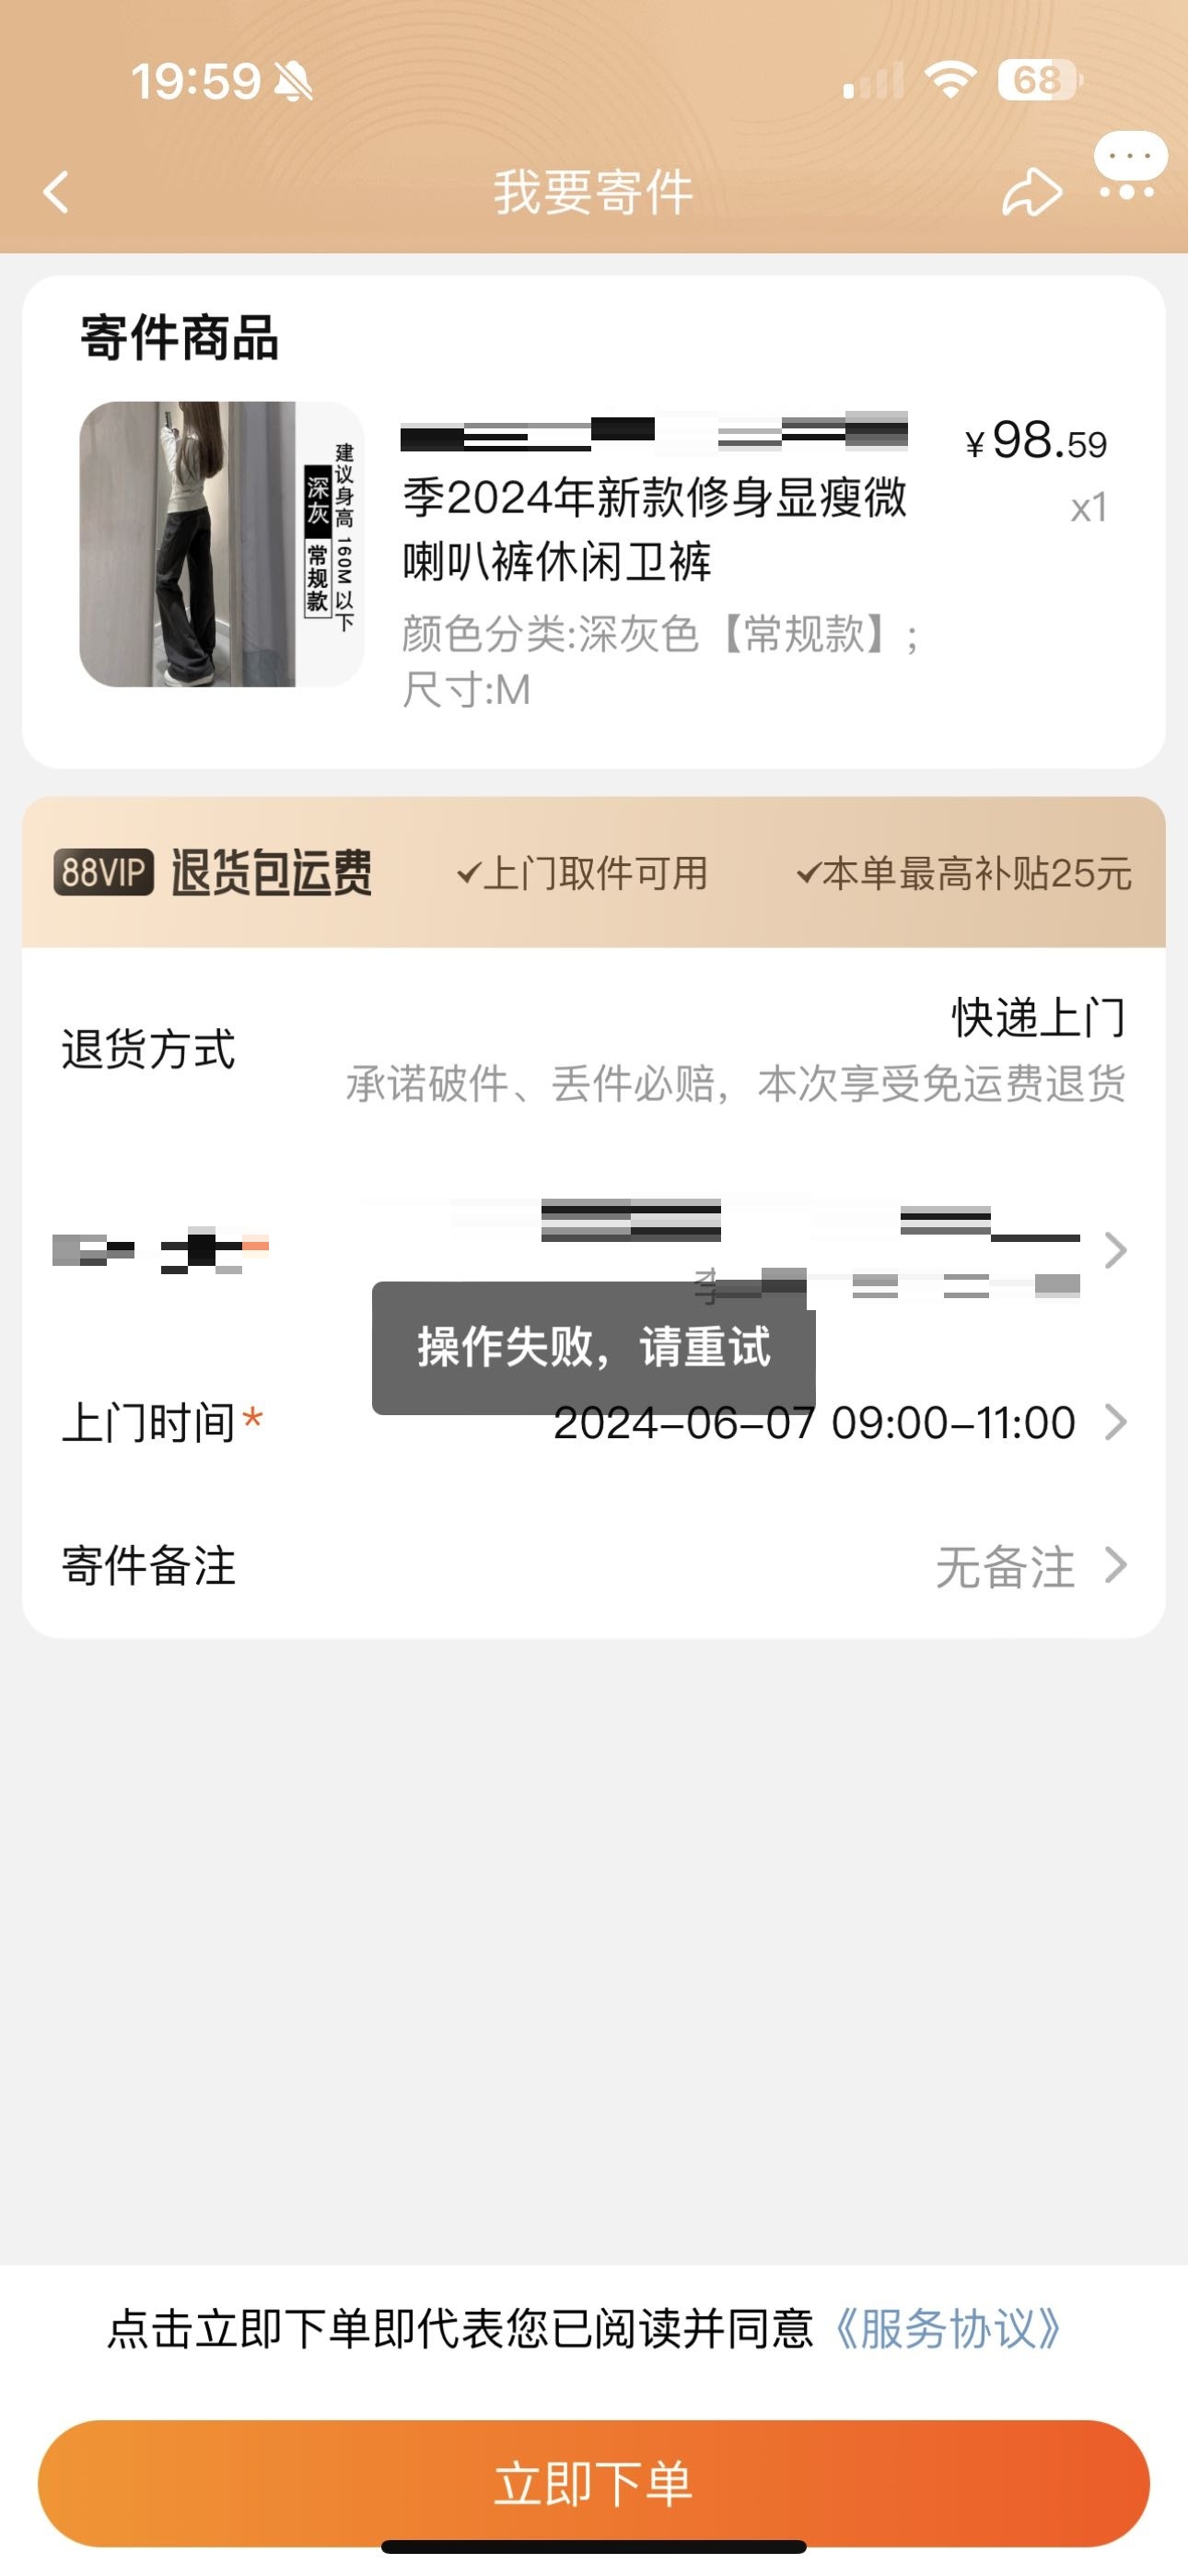 19:59
68
我要寄件
寄件商品
建议身高 160M 以下
深灰
常规款
¥98.59
季2024年新款修身显瘦微
x1
喇叭裤休闲卫裤
颜色分类:深灰色【常规款】;
尺寸:M
88VIP 退货包运费 ✓上门取件可用 ✓本单最高补贴25元
退货方式
快递上门
承诺破件、丢件必赔，本次享受免运费退货
操作失败，请重试
上门时间* 2024-06-07 09:00-11:00
寄件备注 无备注
点击立即下单即代表您已阅读并同意《服务协议》
立即下单